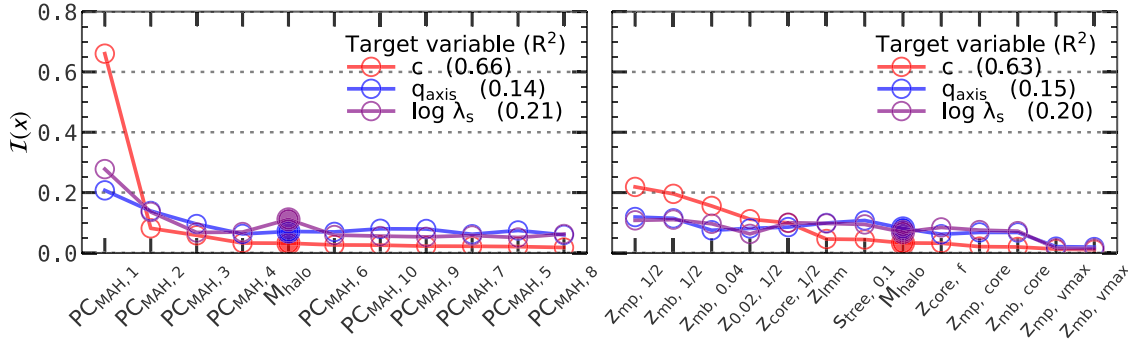 0.8
0.6
0.4
0.2
0.0
I(x)
Target variable (R²)
c (0.66)
q_axis (0.14)
log λ_s (0.21)
PC_MAH, 1
PC_MAH, 2
PC_MAH, 3
PC_MAH, 4
M_halo
PC_MAH, 6
PC_MAH, 10
PC_MAH, 9
PC_MAH, 7
PC_MAH, 5
PC_MAH, 8
Target variable (R²)
c (0.63)
q_axis (0.15)
log λ_s (0.20)
z_mp, 1/2
z_mb, 1/2
z_mb, 0.04
z_0.02, 1/2
z_core, 1/2
z_lmm
s_tree, 0.1
M_halo
z_core, f
z_mp, core
z_mb, core
z_mp, vmax
z_mb, vmax